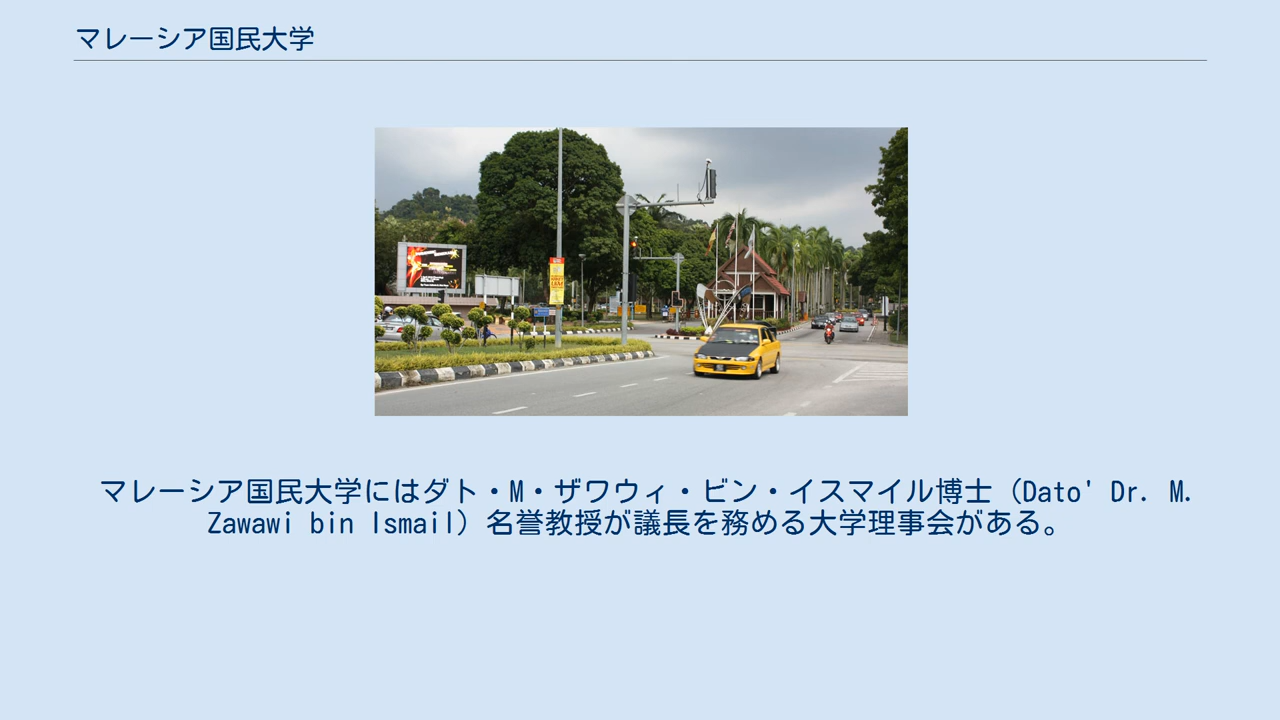 マレーシア国民大学
マレーシア国民大学にはダト・M・ザワウィ・ビン・イスマイル博士（Dato' Dr. M.
Zawawi bin Ismail）名誉教授が議長を務める大学理事会がある。